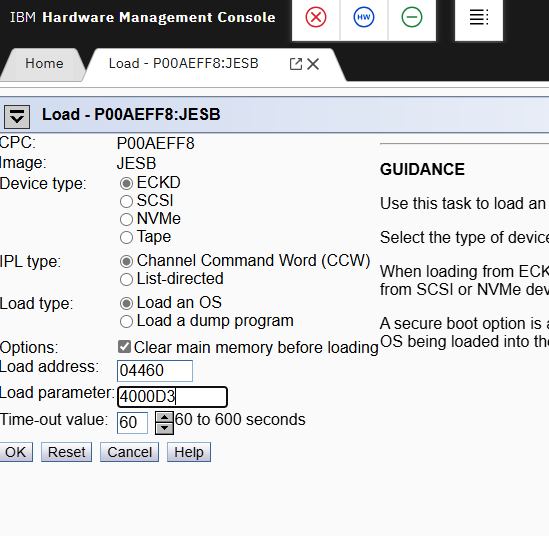 IBM Hardware Management Console
HW
Home
Load - P00AEFF8:JESB
Load - P00AEFF8:JESB
CPC: P00AEFF8
Image: JESB
Device type: ECKD
SCSI
NVMe
Tape
IPL type: Channel Command Word (CCW)
List-directed
Load type: Load an OS
Load a dump program
Options: Clear main memory before loading
Load address: 04460
Load parameter: 4000D3
Time-out value: 60 60 to 600 seconds
OK Reset Cancel Help
GUIDANCE
Use this task to load an
Select the type of device
When loading from ECK
from SCSI or NVMe dev
A secure boot option is a
OS being loaded into the